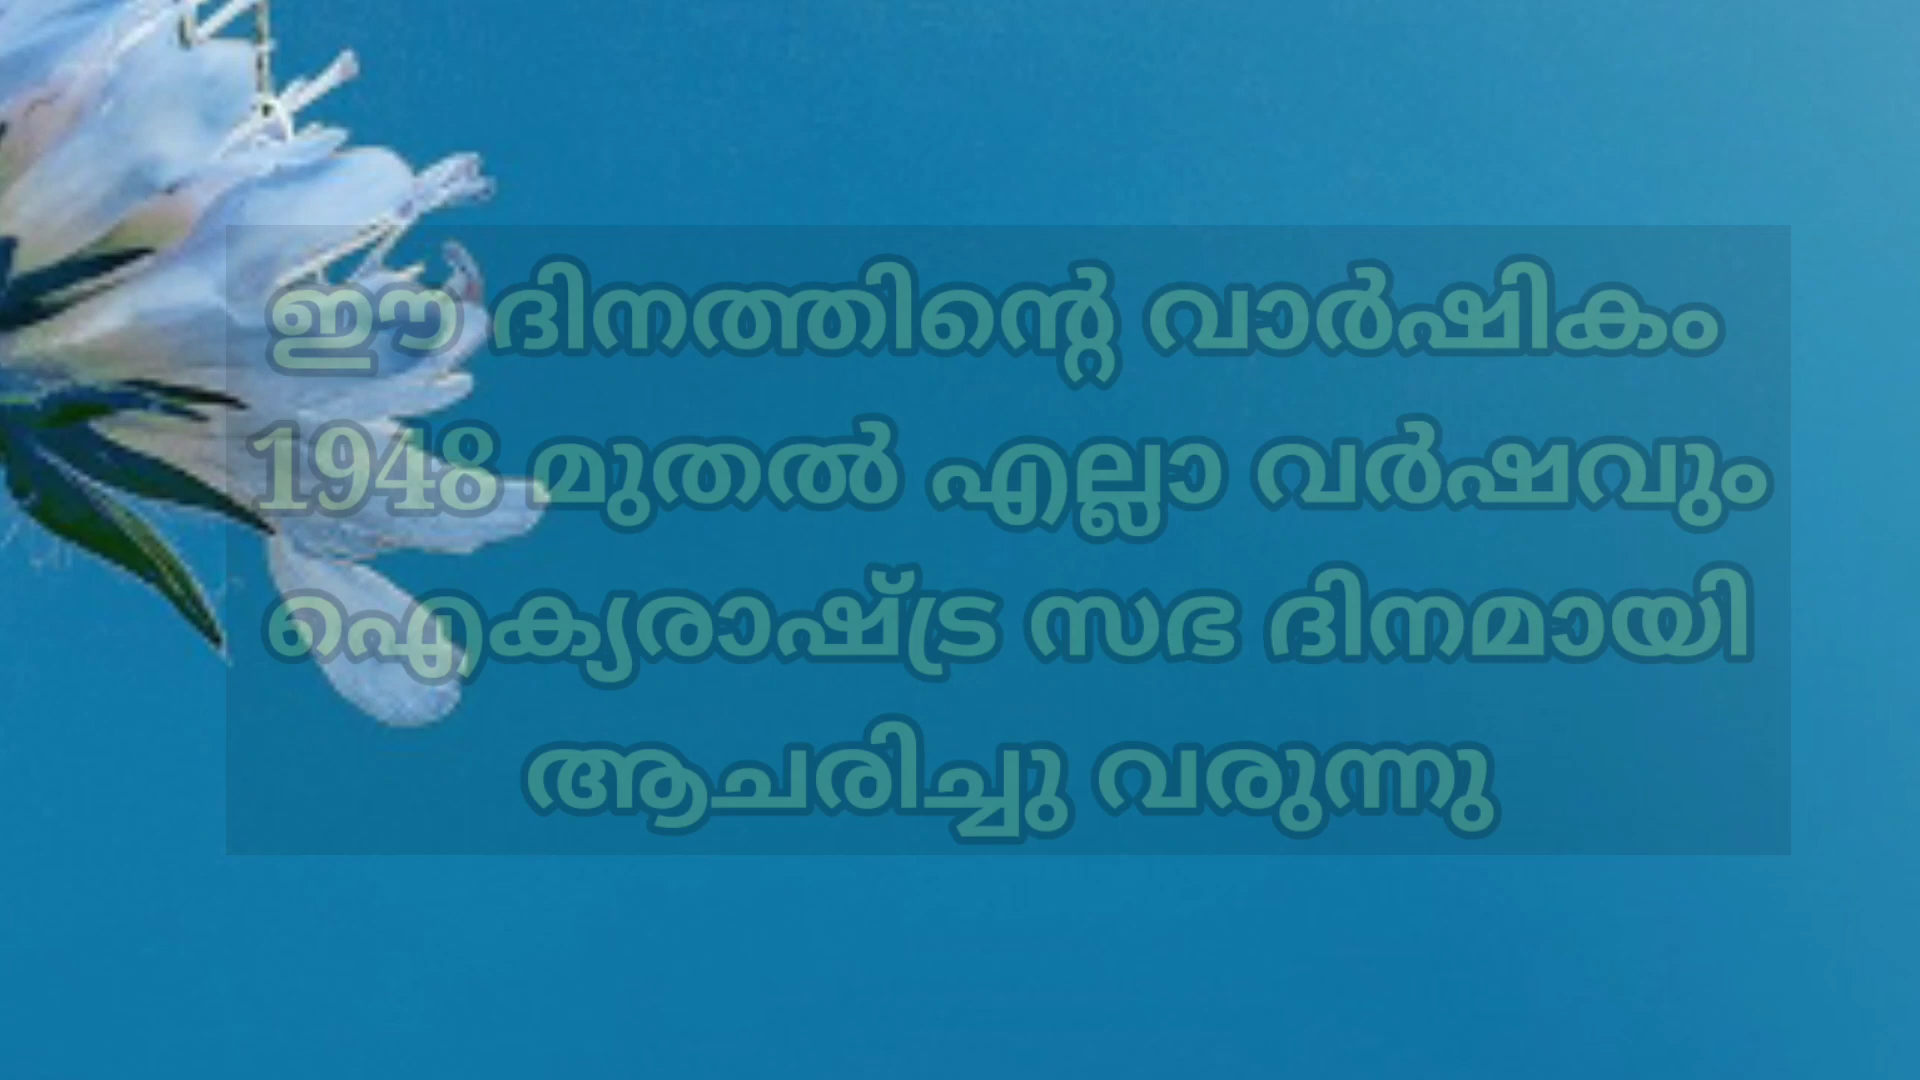 ഈ ദിനത്തിന്റെ വാർഷികം
1948 മുതൽ എല്ലാ വർഷവും
ഐക്യരാഷ്ട്ര സഭ ദിനമായി
ആചരിച്ചു വരുന്നു